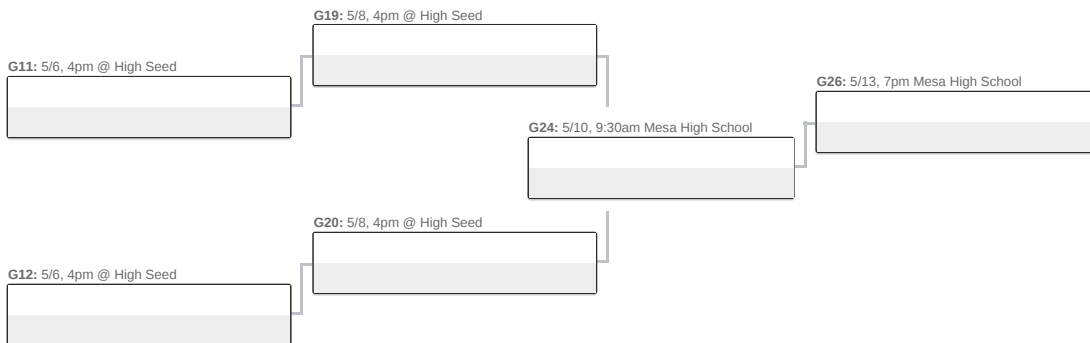 G19: 5/8, 4pm @ High Seed
G11: 5/6, 4pm @ High Seed
G26: 5/13, 7pm Mesa High School
G24: 5/10, 9:30am Mesa High School
G20: 5/8, 4pm @ High Seed
G12: 5/6, 4pm @ High Seed